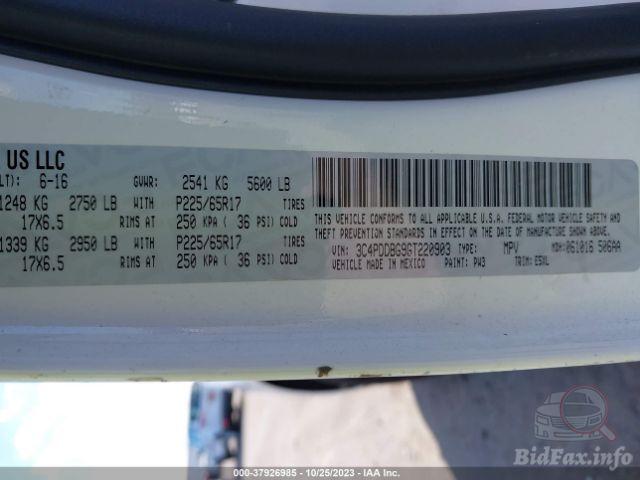 US LLC
LT): 6-16 GVWR: 2541 KG 5600 LB
1248 KG 2750 LB WITH P225/65R17 TIRES
17X6.5 RIMS AT 250 KPA ( 36 PSI) COLD
1339 KG 2950 LB WITH P225/65R17 TIRES
17X6.5 RIMS AT 250 KPA ( 36 PSI) COLD
THIS VEHICLE CONFORMS TO ALL APPLICABLE U.S.A. FEDERAL MOTOR VEHICLE SAFETY AND
THEFT PREVENTION STANDARDS IN EFFECT ON THE DATE OF MANUFACTURE SHOWN ABOVE.
VIN: 3C4PDDBG9GT220903 TYPE: MPV MDH: 061016 506AA
VEHICLE MADE IN MEXICO PAINT: PW3 TRIM: E5XL
BidFax.info
000-37926985 - 10/25/2023 - IAA Inc.